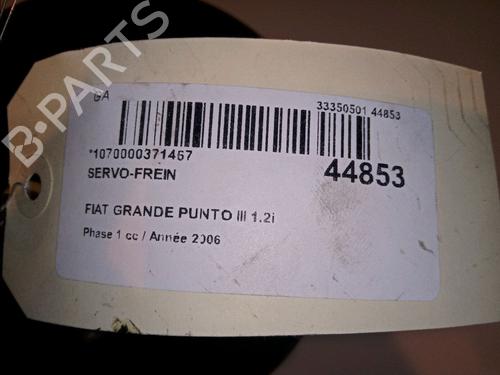 B-PARTS
GA
33350501 44853
*1070000371467
44853
SERVO-FREIN
FIAT GRANDE PUNTO III 1.2i
Phase 1 cc / Année 2006